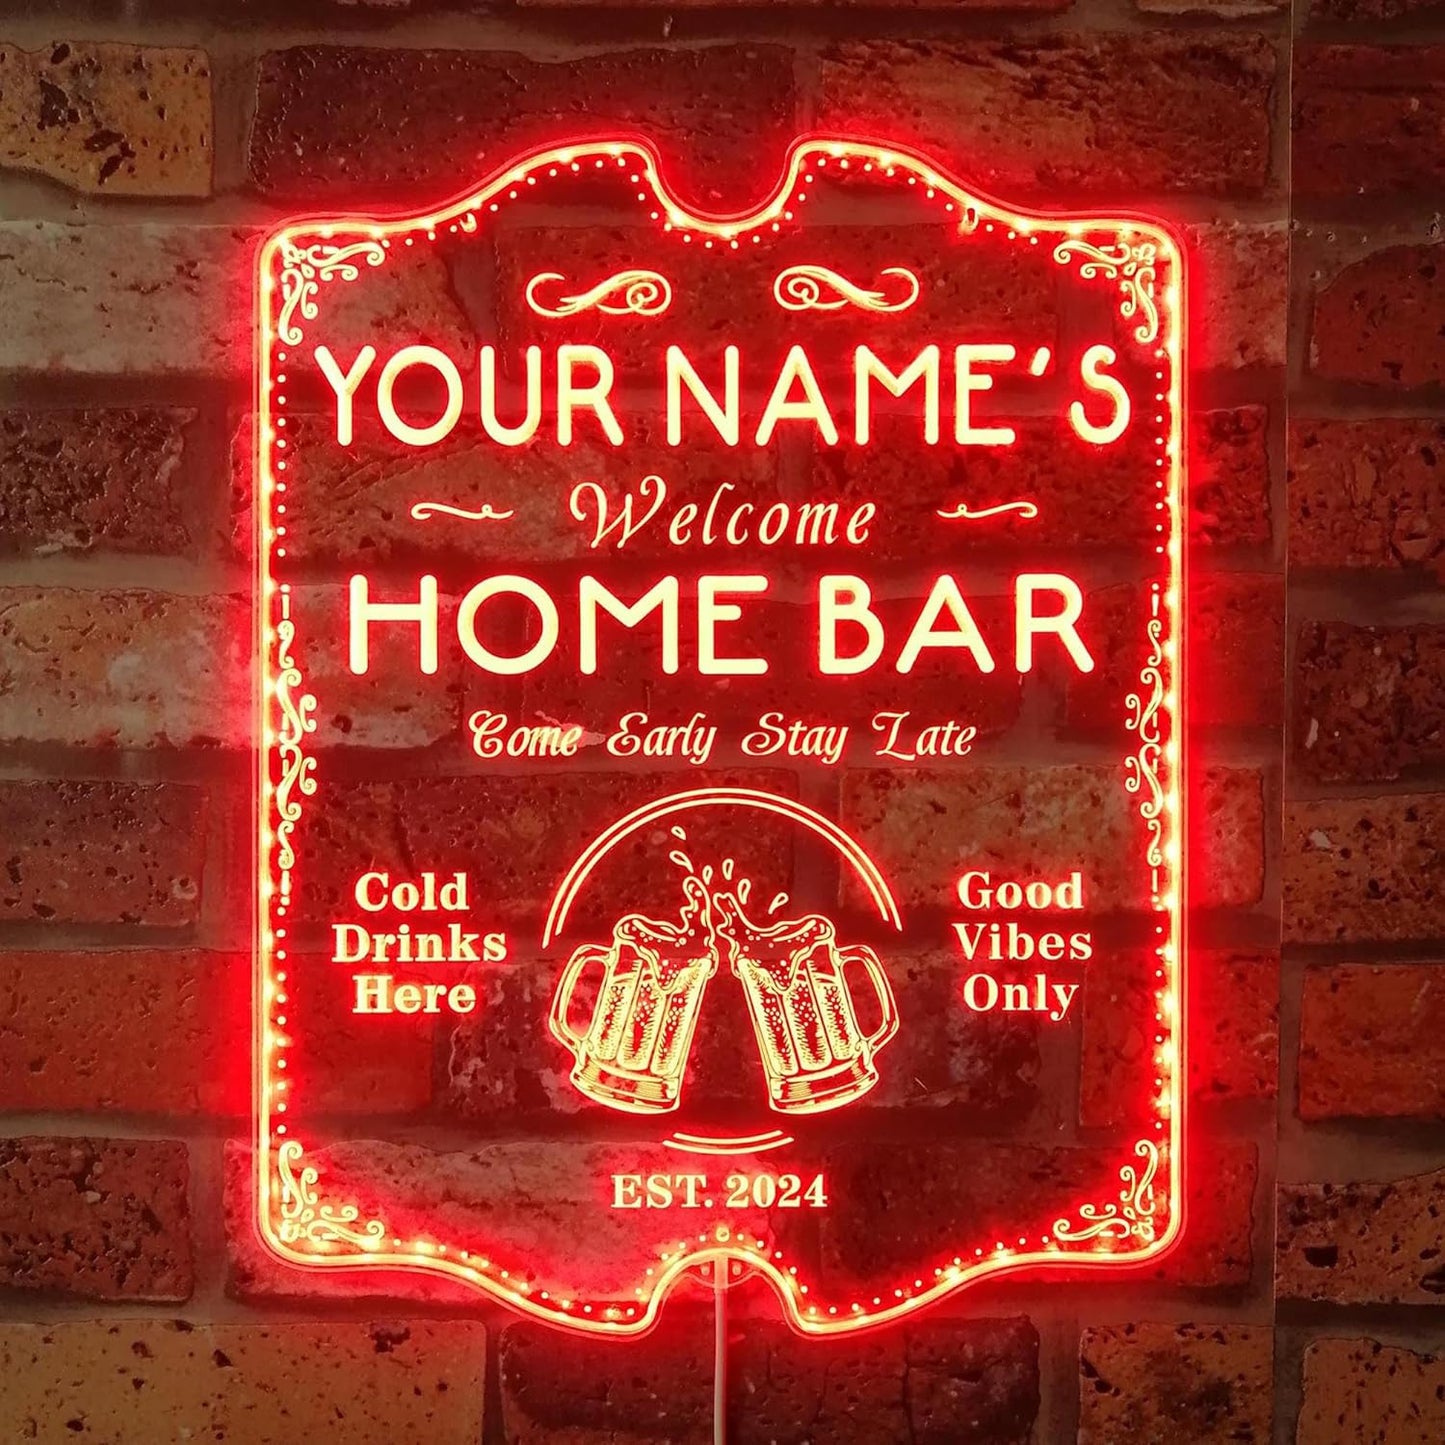 YOUR NAME'S
Welcome
HOME BAR
Come Early Stay Late
Cold
Drinks
Here
Good
Vibes
Only
EST. 2024